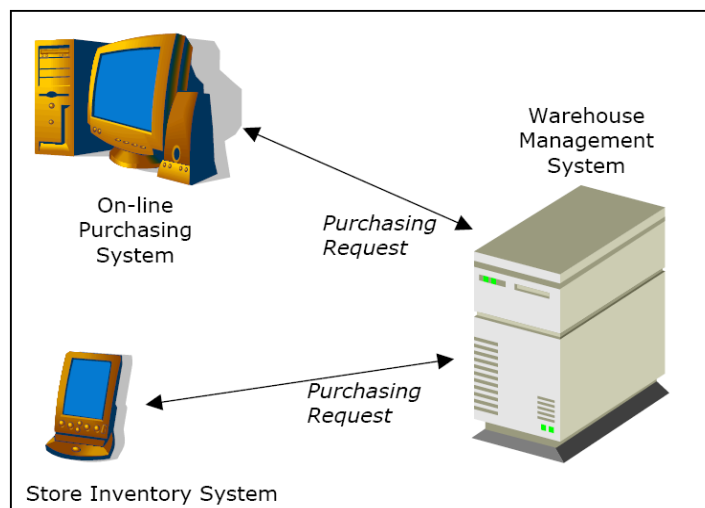 Warehouse
Management
System
On-line
Purchasing
System
Purchasing
Request
Purchasing
Request
Store Inventory System